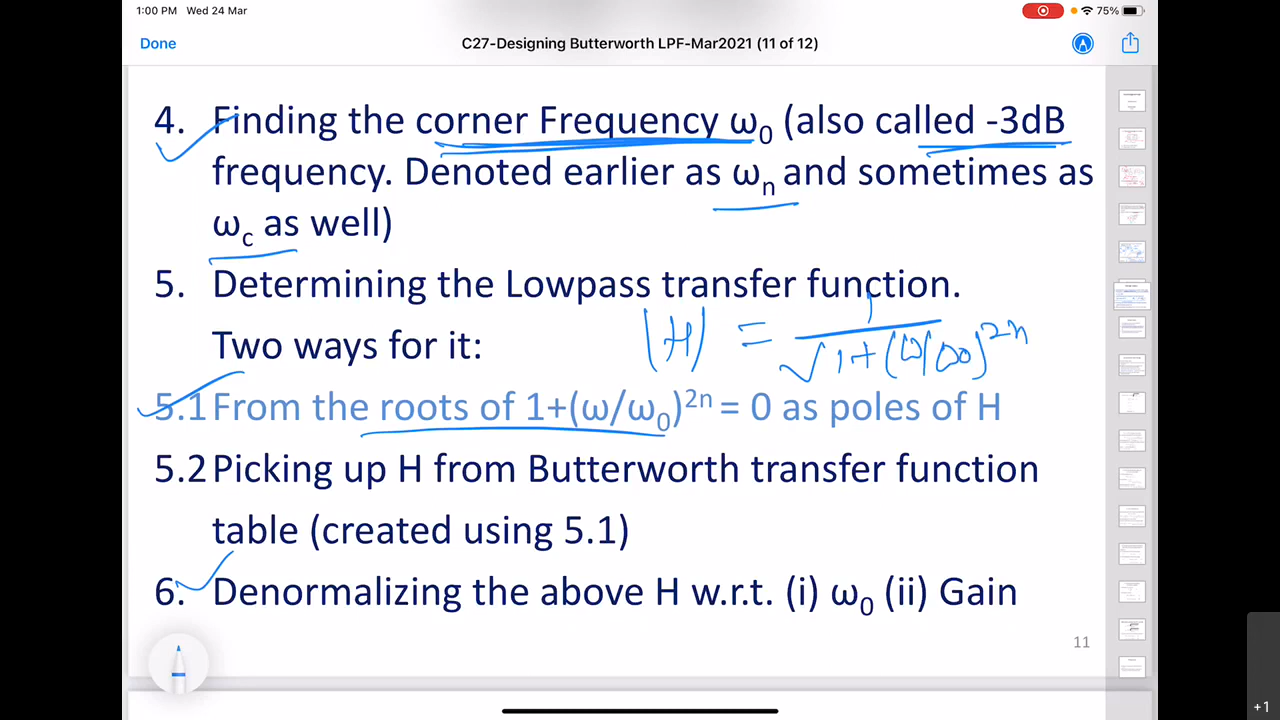 1:00 PM Wed 24 Mar
75%
Done
C27-Designing Butterworth LPF-Mar2021 (11 of 12)
4. Finding the corner Frequency ω0 (also called -3dB
frequency. Denoted earlier as ωn and sometimes as
ωc as well)
5. Determining the Lowpass transfer function.
Two ways for it:
|H| = 1/√1+(ω/ω0)^2n
5.1 From the roots of 1+(ω/ω0)^2n = 0 as poles of H
5.2 Picking up H from Butterworth transfer function
table (created using 5.1)
6. Denormalizing the above H w.r.t. (i) ω0 (ii) Gain
11
+1